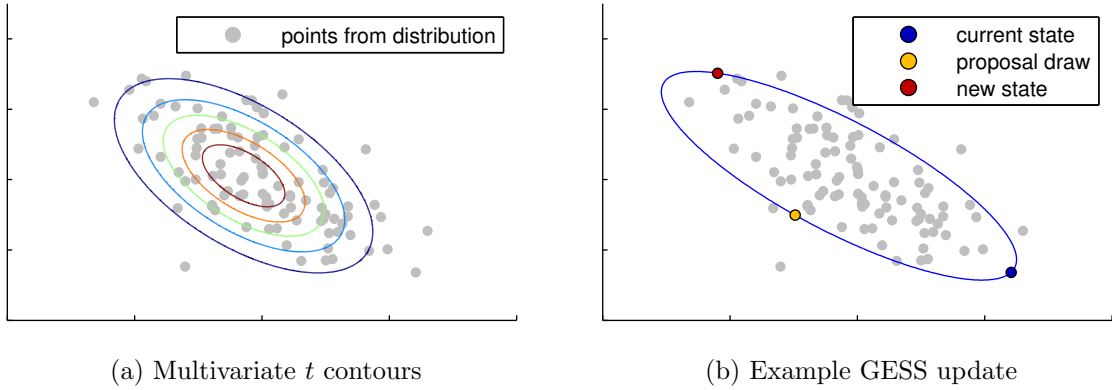 points from distribution
current state
proposal draw
new state
(a) Multivariate t contours
(b) Example GESS update